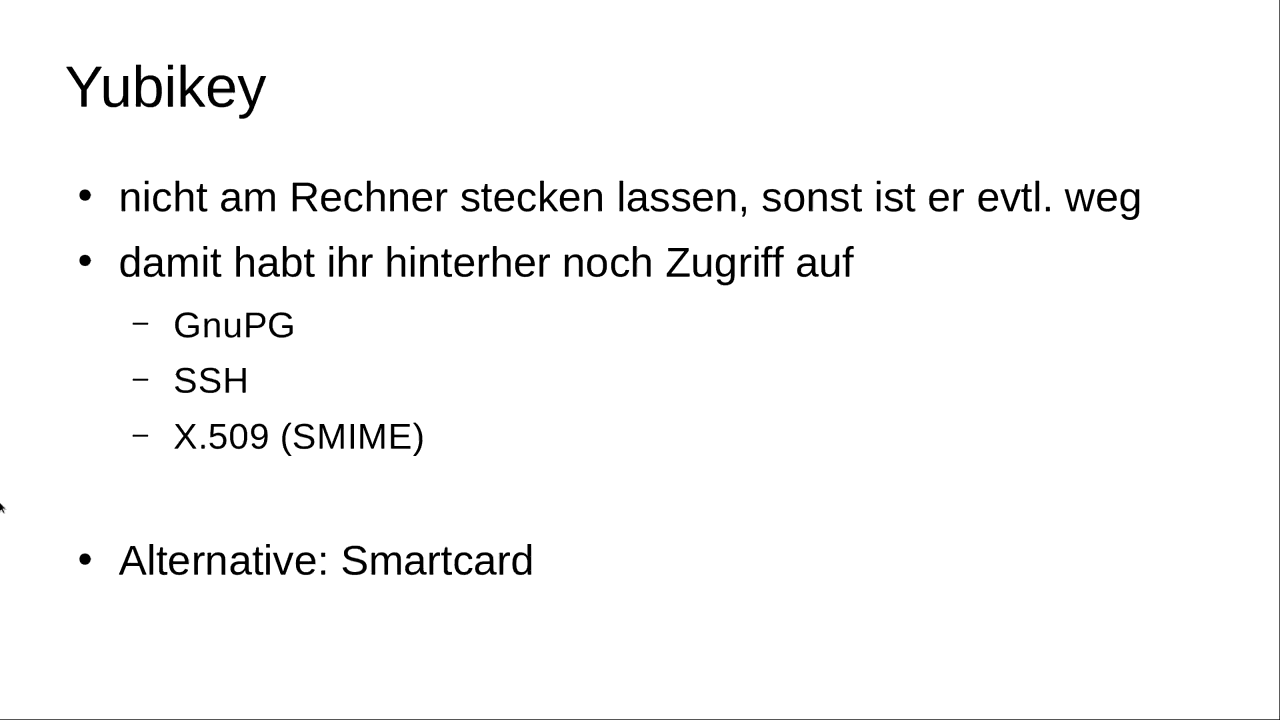 Yubikey
• nicht am Rechner stecken lassen, sonst ist er evtl. weg
• damit habt ihr hinterher noch Zugriff auf
– GnuPG
– SSH
– X.509 (SMIME)
• Alternative: Smartcard